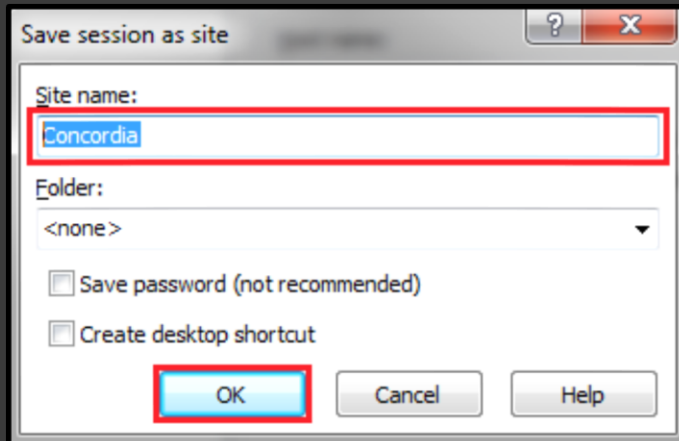 Save session as site
?
X
Site name:
Concordia
Folder:
<none>
Save password (not recommended)
Create desktop shortcut
OK Cancel Help